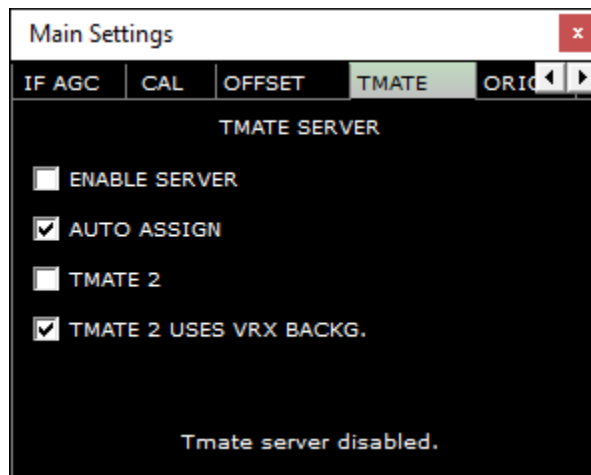 Main Settings
IF AGC CAL OFFSET TMATE
TMATE SERVER
ENABLE SERVER
AUTO ASSIGN
TMATE 2
TMATE 2 USES VRX BACKG.
Tmate server disabled.